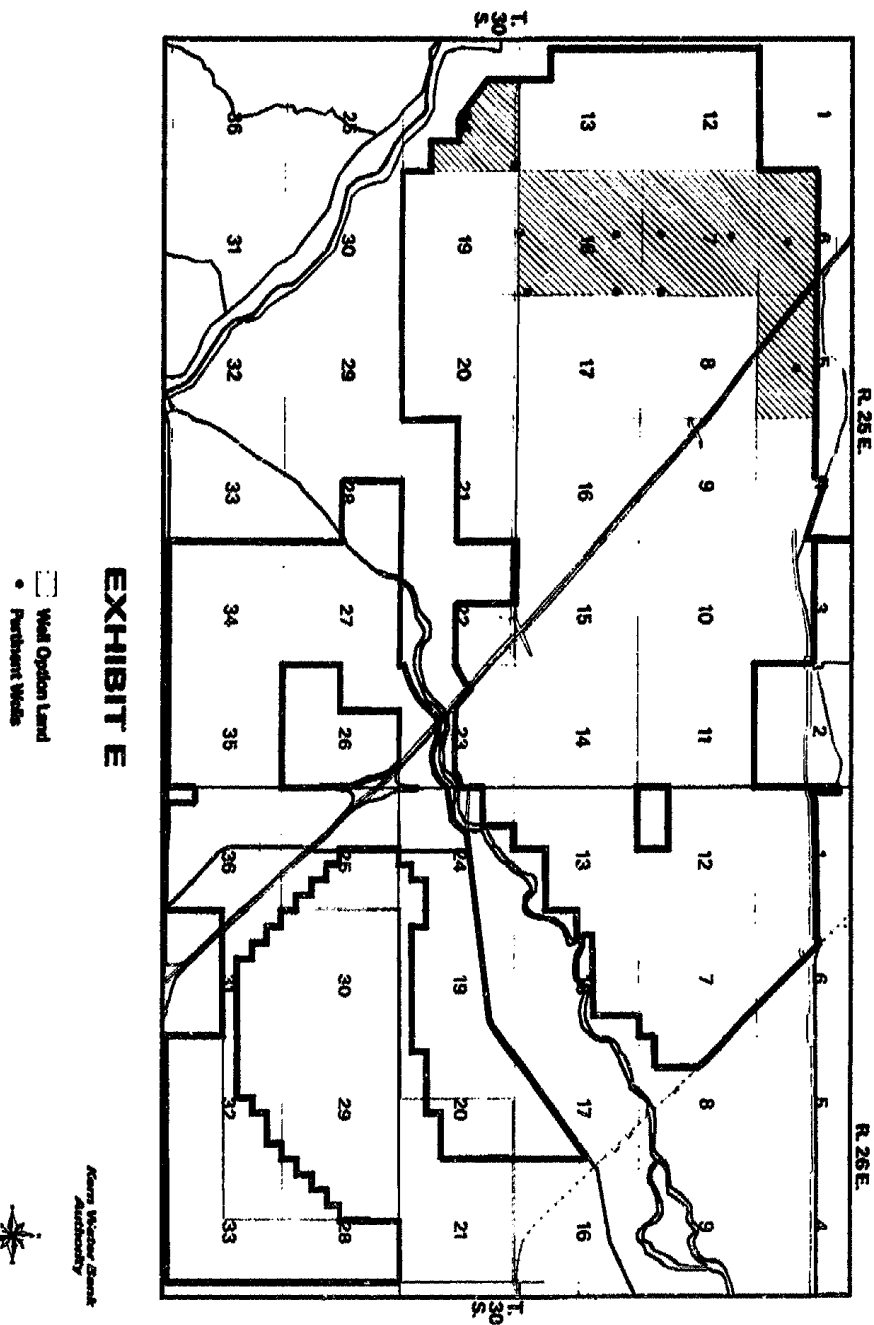 R. 25 E. R. 26 E.
1 6 5 4 3 2 1 6 5 4
12 7 8 9 10 11 12 7 8 9
13 18 17 16 15 14 13 17 16
T. 30 S. T. 30 S.
19 20 21 22 23 24 19 20 21
25 30 29 28 27 26 25 30 29 28
36 31 32 33 34 35 36 31 32 33
EXHIBIT E
Well Option Land
Pertinent Wells
Kern Water Bank
Authority